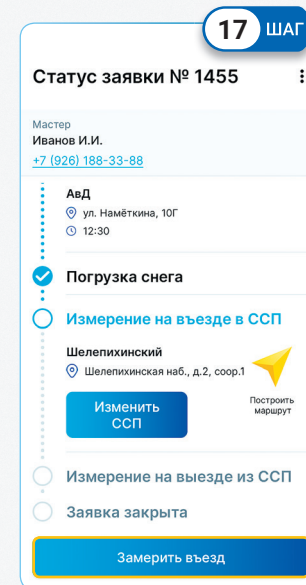 17 ШАГ
Статус заявки № 1455
Мастер
Иванов И.И.
+7 (926) 188-33-88
АвД
ул. Намёткина, 10Г
12:30
Погрузка снега
Измерение на въезде в ССП
Шелепихинский
Шелепихинская наб., д.2, соор.1
Построить
маршрут
Изменить
ССП
Измерение на выезде из ССП
Заявка закрыта
Замерить въезд